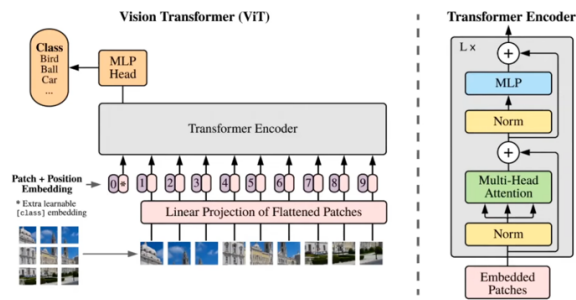 Vision Transformer (ViT)
Class
Bird
Ball
Car
...
MLP
Head
Transformer Encoder
Patch + Position
Embedding
0 * 1 2 3 4 5 6 7 8 9
* Extra learnable
[class] embedding
Linear Projection of Flattened Patches
Transformer Encoder
L x
+
MLP
Norm
+
Multi-Head
Attention
Norm
Embedded
Patches